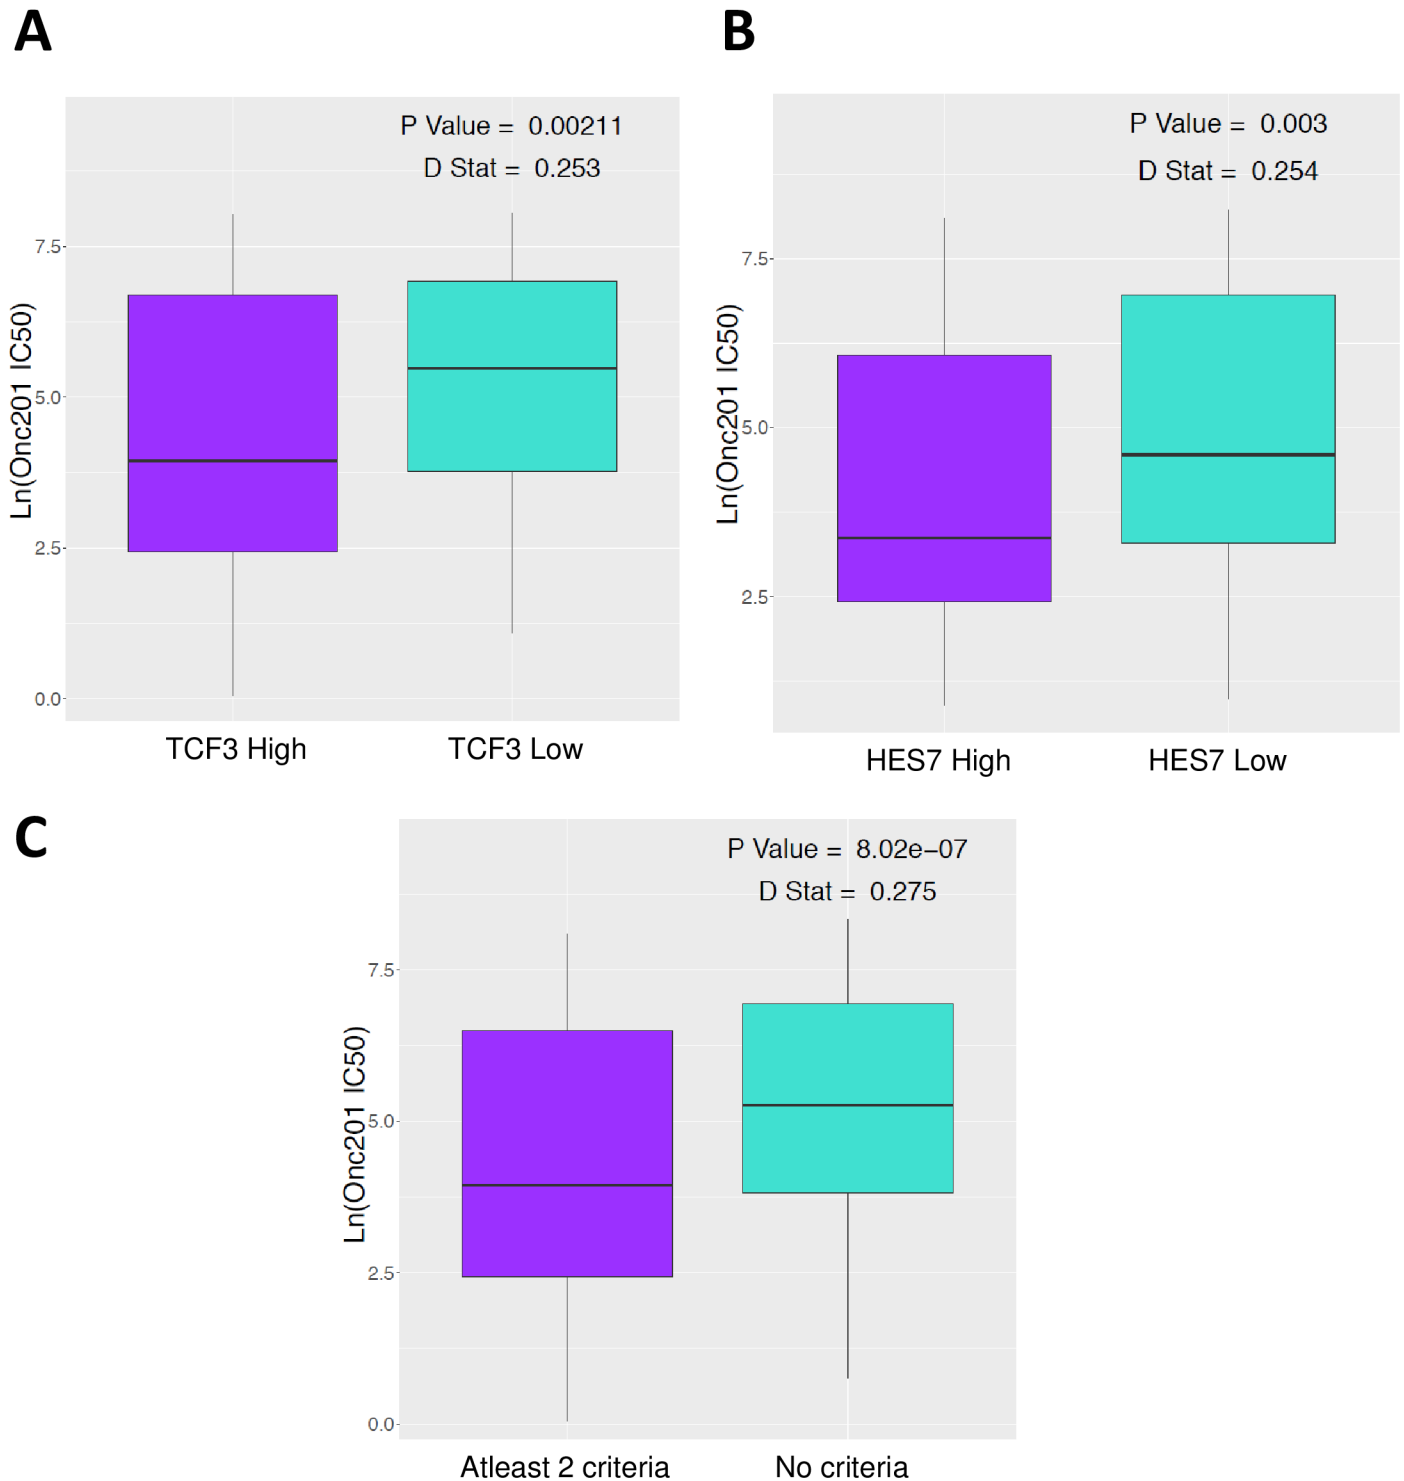 A
P Value = 0.00211
D Stat = 0.253
Ln(Onc201 IC50)
7.5
5.0
2.5
0.0
TCF3 High
TCF3 Low
B
P Value = 0.003
D Stat = 0.254
Ln(Onc201 IC50)
7.5
5.0
2.5
HES7 High
HES7 Low
C
P Value = 8.02e−07
D Stat = 0.275
Ln(Onc201 IC50)
7.5
5.0
2.5
0.0
Atleast 2 criteria
No criteria